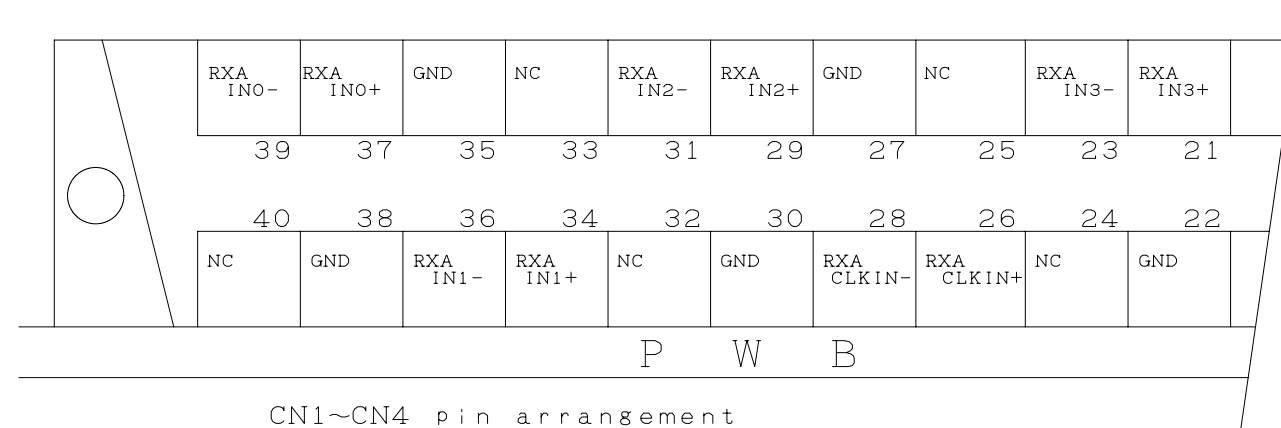 RXA RXA GND NC RXA RXA GND NC RXA RXA
IN0- IN0+ IN2- IN2+ IN3- IN3+
39 37 35 33 31 29 27 25 23 21
40 38 36 34 32 30 28 26 24 22
NC GND RXA RXA NC GND RXA RXA NC GND
IN1- IN1+ CLKIN- CLKIN+
P W B
CN1~CN4 pin arrangement